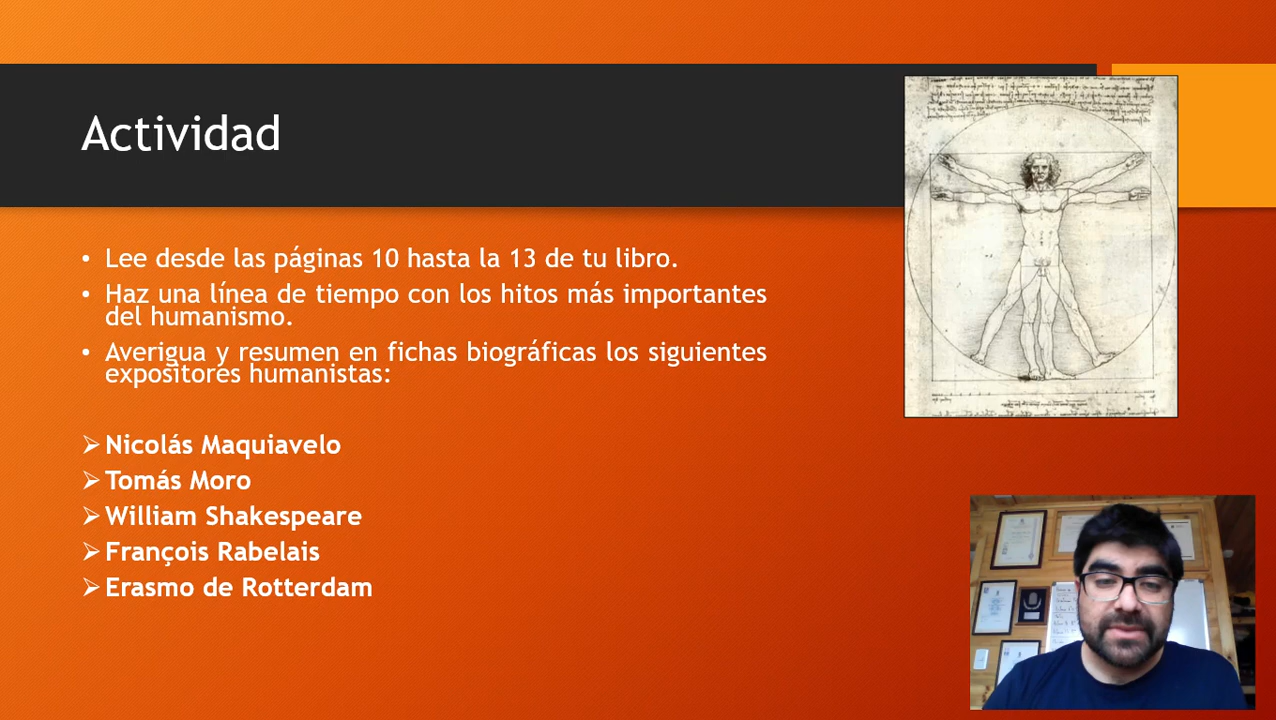 Actividad
• Lee desde las páginas 10 hasta la 13 de tu libro.
• Haz una línea de tiempo con los hitos más importantes
del humanismo.
• Averigua y resumen en fichas biográficas los siguientes
expositores humanistas:
➢ Nicolás Maquiavelo
➢ Tomás Moro
➢ William Shakespeare
➢ François Rabelais
➢ Erasmo de Rotterdam